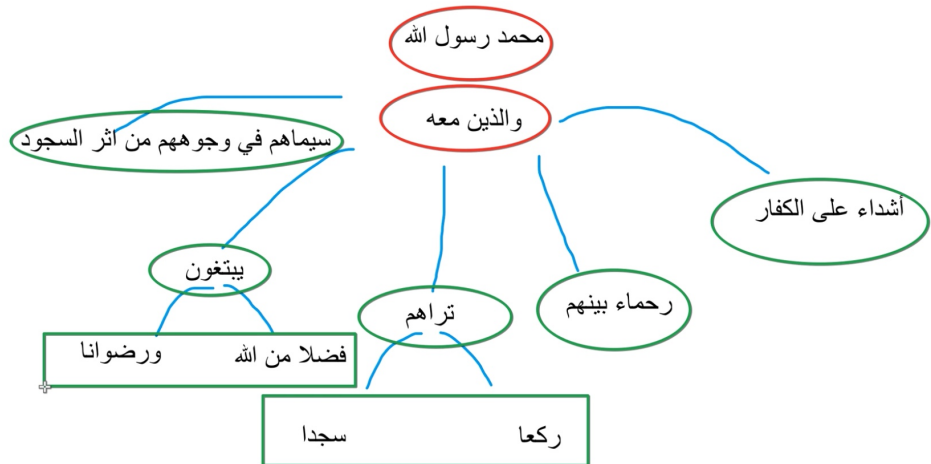 محمد رسول الله
والذين معه
أشداء على الكفار
رحماء بينهم
تراهم
ركعا سجدا
يبتغون
فضلا من الله ورضوانا
سيماهم في وجوههم من اثر السجود